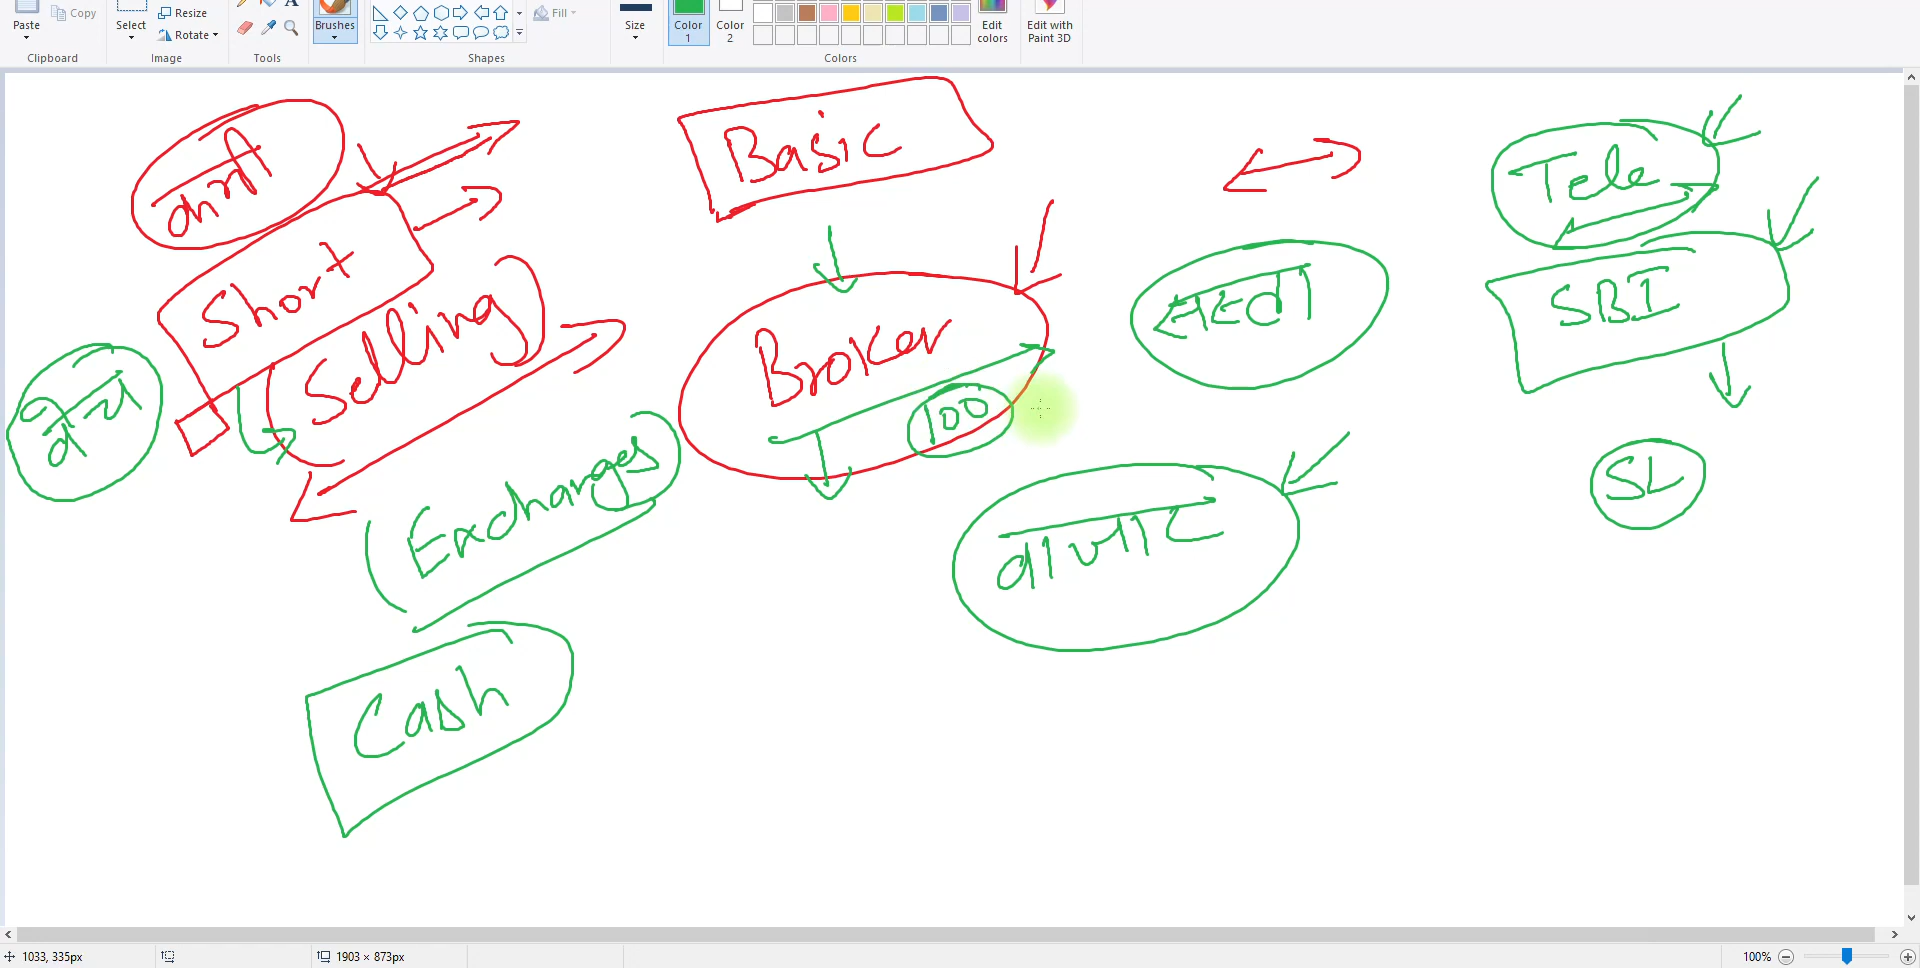 Paste
Copy
Clipboard
Select
Resize
Rotate
Image
A
Tools
Brushes
Shapes
Fill
Size
Color 1
Color 2
Edit colors
Colors
Edit with Paint 3D
Basic
Tele
Short
Selling
Broker
100
SBI
SL
Exchanges
बाजार
Cash
1033, 335px
1903 × 873px
100%